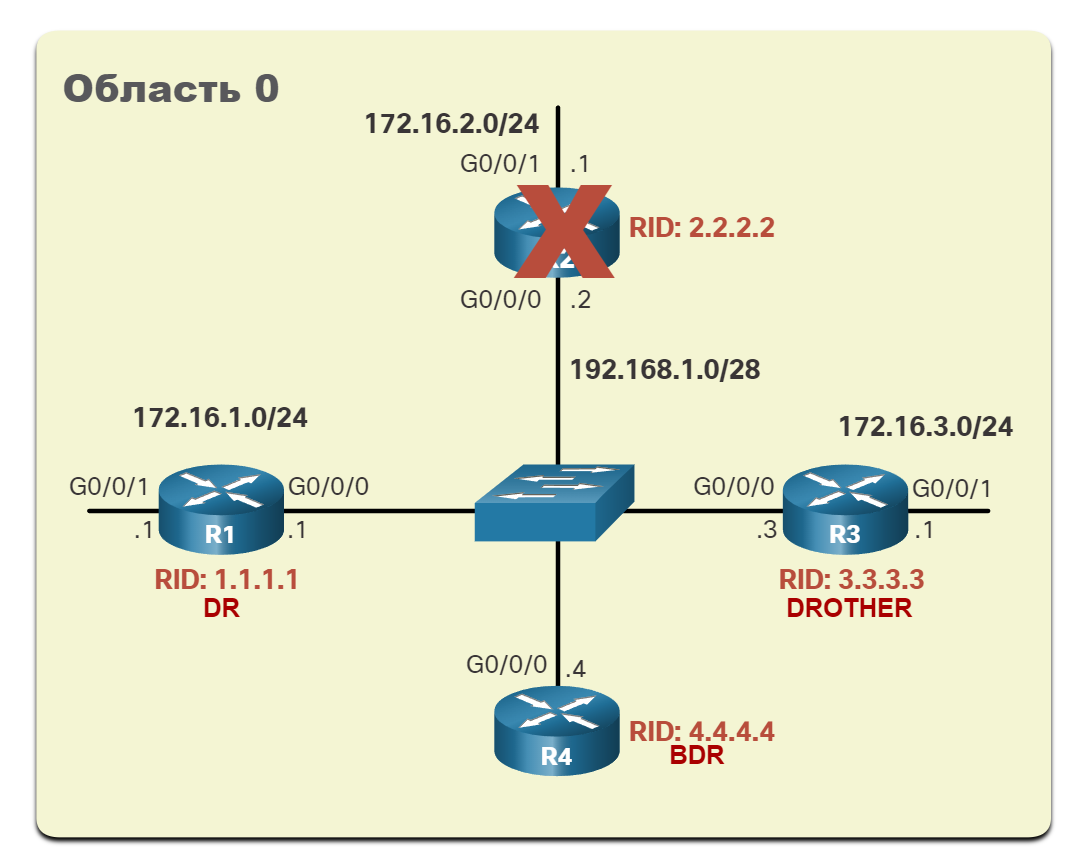 Область 0
172.16.2.0/24
G0/0/1 .1
RID: 2.2.2.2
G0/0/0 .2
192.168.1.0/28
172.16.1.0/24
172.16.3.0/24
G0/0/1 G0/0/0
G0/0/0 G0/0/1
.1 R1 .1
.3 R3 .1
RID: 1.1.1.1
DR
RID: 3.3.3.3
DROTHER
G0/0/0 .4
R4
RID: 4.4.4.4
BDR